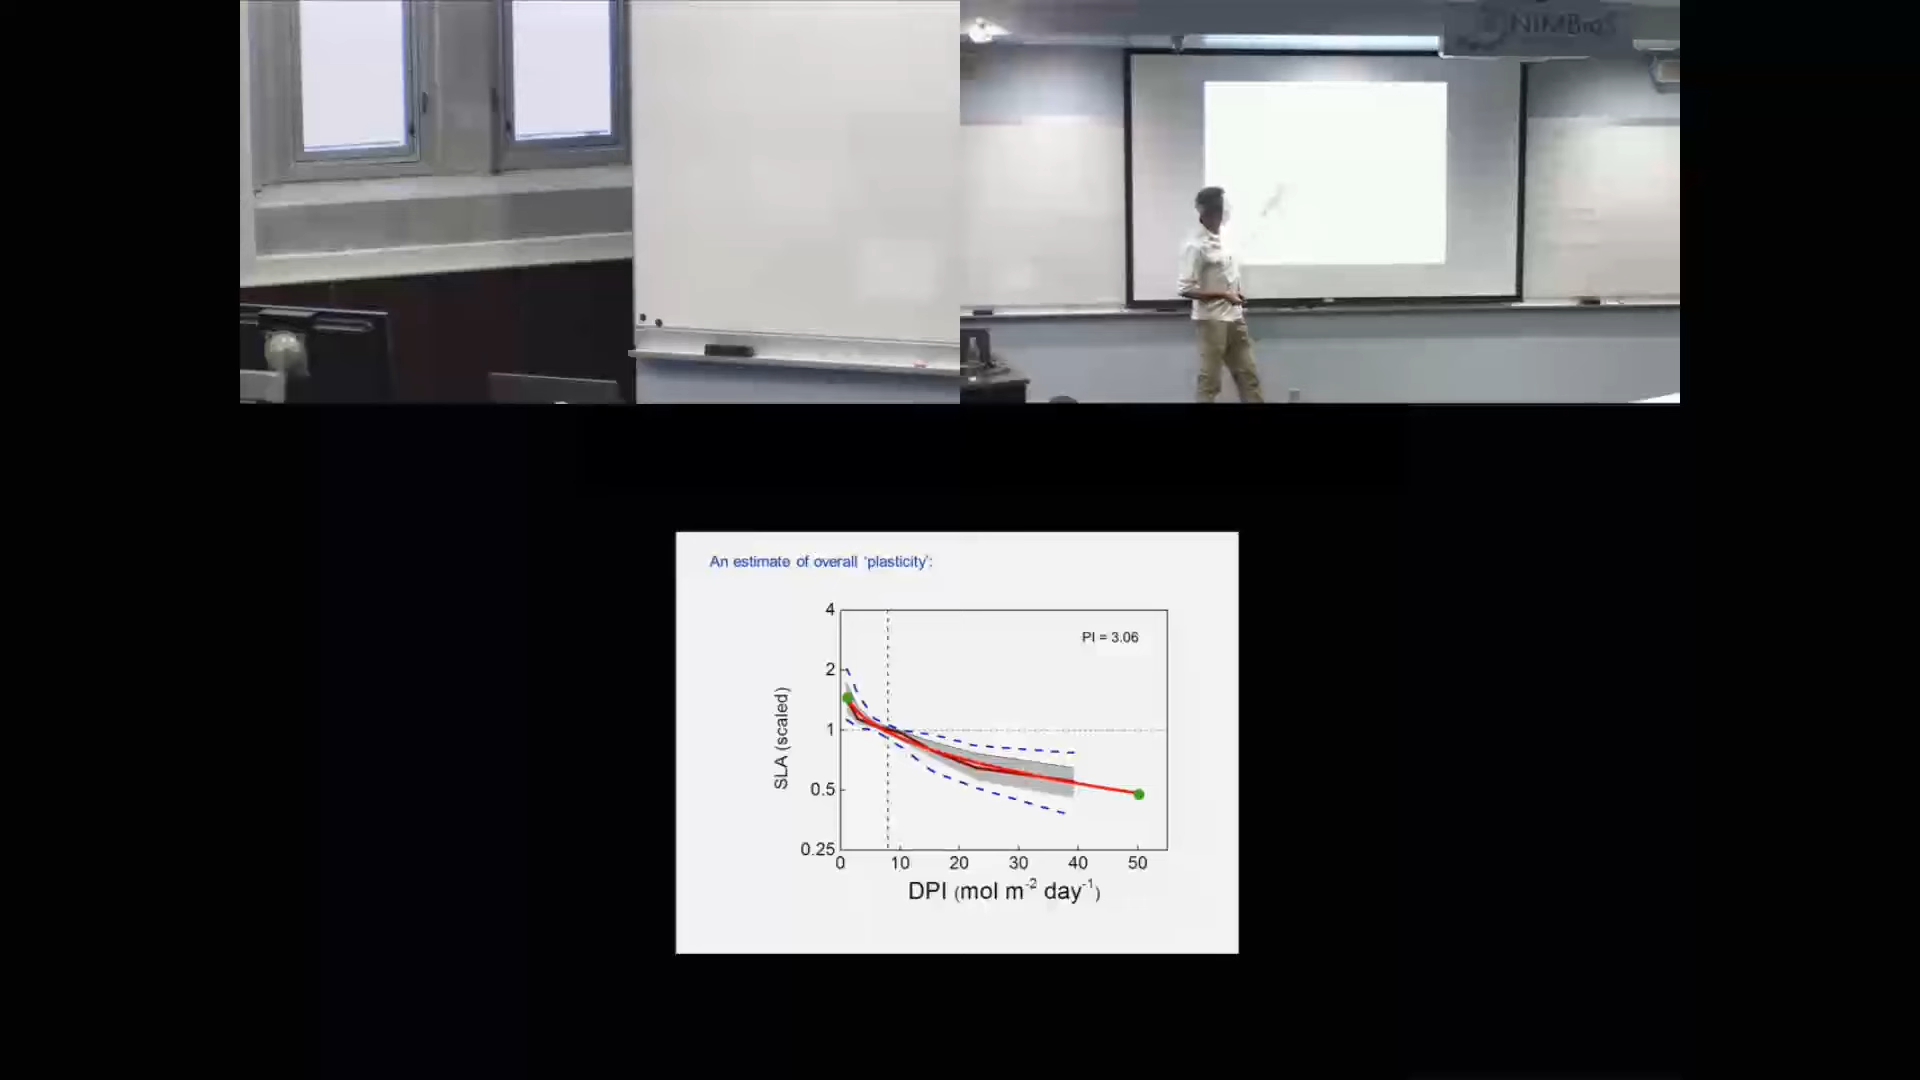 NIMBioS
An estimate of overall ‘plasticity’:
4
PI = 3.06
2
SLA (scaled)
1
0.5
0.25
0 10 20 30 40 50
DPI (mol m-2 day-1)